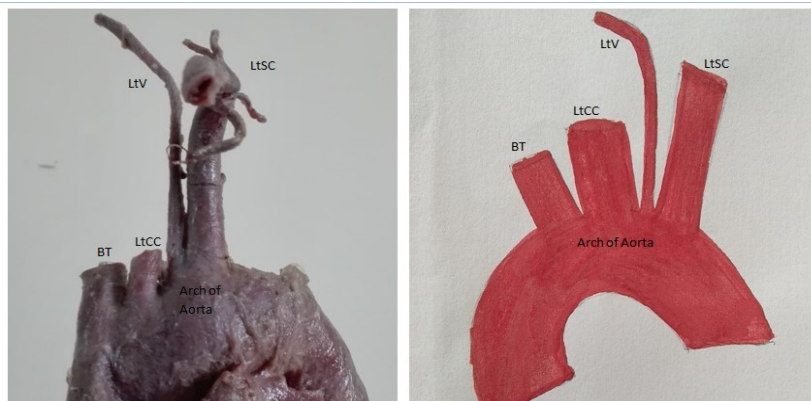 LtV
LtSC
LtCC
BT
Arch of
Aorta
LtV
LtSC
LtCC
BT
Arch of Aorta